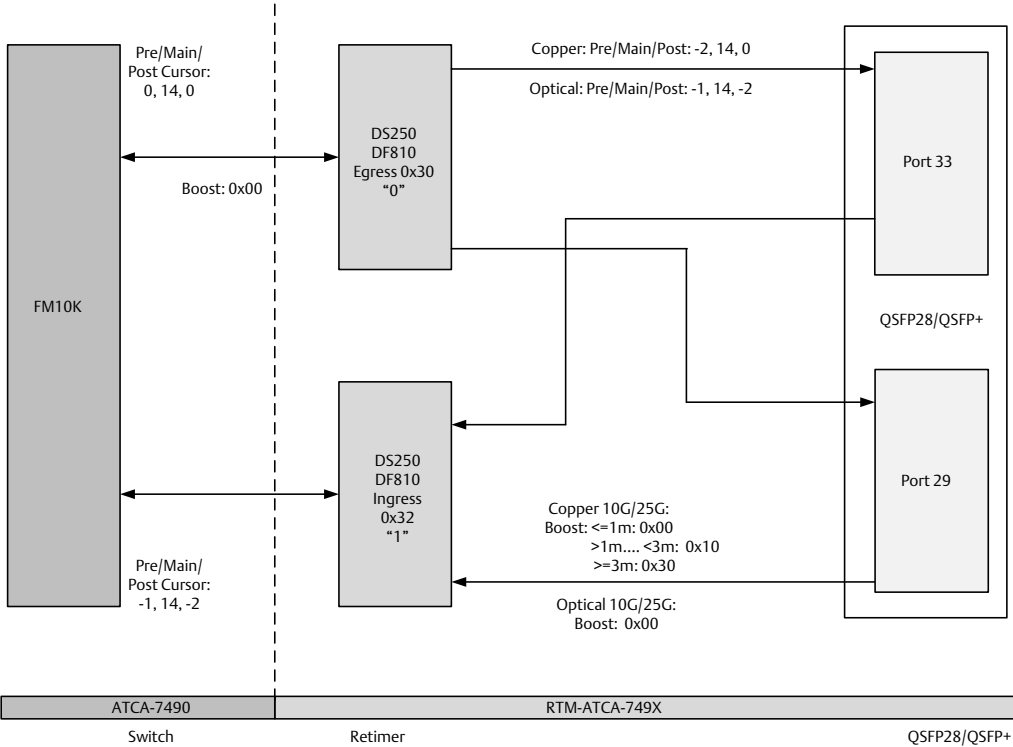 Pre/Main/
Post Cursor:
0, 14, 0
Copper: Pre/Main/Post: -2, 14, 0
Optical: Pre/Main/Post: -1, 14, -2
DS250
DF810
Egress 0x30
“0”
Port 33
Boost: 0x00
FM10K
QSFP28/QSFP+
DS250
DF810
Ingress
0x32
“1”
Port 29
Copper 10G/25G:
Boost: <=1m: 0x00
>1m.... <3m: 0x10
>=3m: 0x30
Pre/Main/
Post Cursor:
-1, 14, -2
Optical 10G/25G:
Boost: 0x00
ATCA-7490
RTM-ATCA-749X
Switch
Retimer
QSFP28/QSFP+